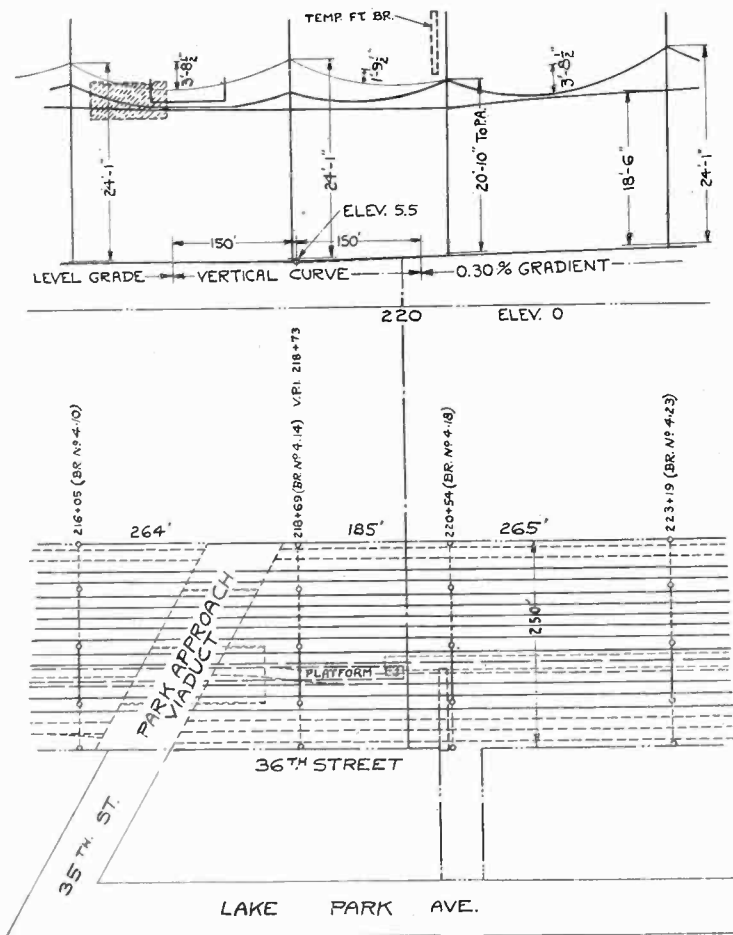 TEMP. FT. BR.
3'-8½"
1'-9½"
3'-8½"
24'-1"
24'-1"
20'-10" TO P.A.
18'-6"
24'-1"
ELEV. 5.5
150'
150'
LEVEL GRADE
VERTICAL CURVE
0.30% GRADIENT
220
ELEV. 0
216+05 (BR. Nº 4.10)
218+69 (BR. Nº 4.14)
V.P.I. 218+73
220+54 (BR. Nº 4.18)
223+19 (BR. Nº 4.23)
264'
185'
265'
250'
PARK APPROACH
VIADUCT
PLATFORM
36TH STREET
35TH. ST.
LAKE PARK AVE.